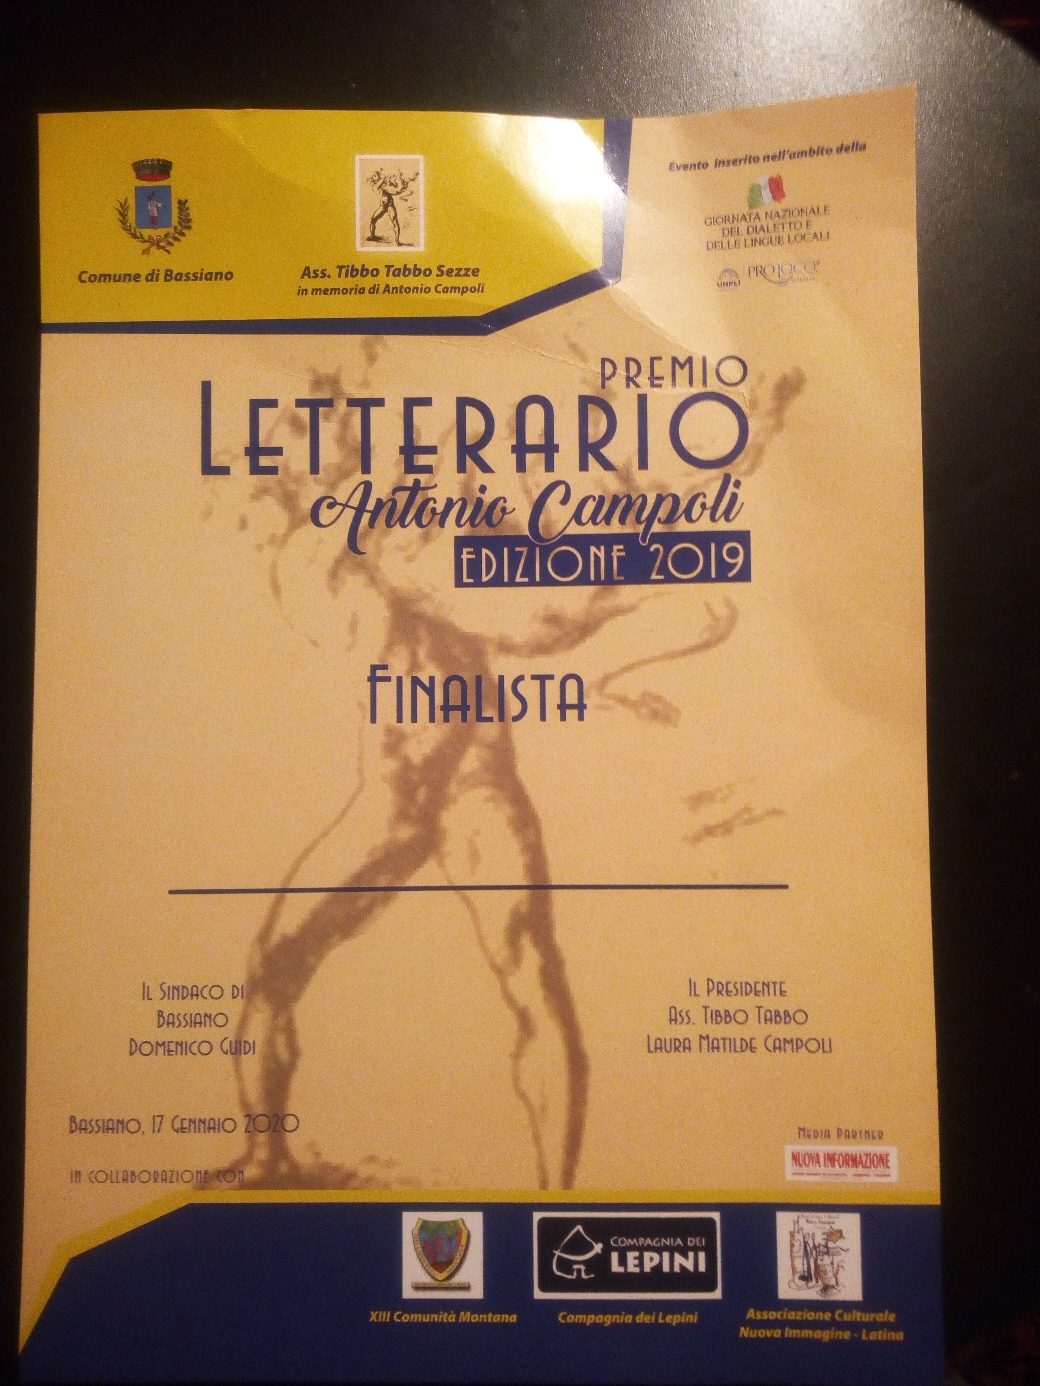 Comune di Bassiano
Ass. Tibbo Tabbo Sezze
in memoria di Antonio Campoli
Evento inserito nell'ambito della
GIORNATA NAZIONALE
DEL DIALETTO E
DELLE LINGUE LOCALI
UNPLI
PRO LOCO
PREMIO
LETTERARIO
Antonio Campoli
EDIZIONE 2019
FINALISTA
IL SINDACO DI
BASSIANO
DOMENICO GUIDI
IL PRESIDENTE
ASS. TIBBO TABBO
LAURA MATILDE CAMPOLI
BASSIANO, 17 GENNAIO 2020
IN COLLABORAZIONE CON
MEDIA PARTNER
NUOVA INFORMAZIONE
COMPAGNIA DEI
LEPINI
XIII Comunità Montana
Compagnia dei Lepini
Associazione Culturale
Nuova Immagine - Latina